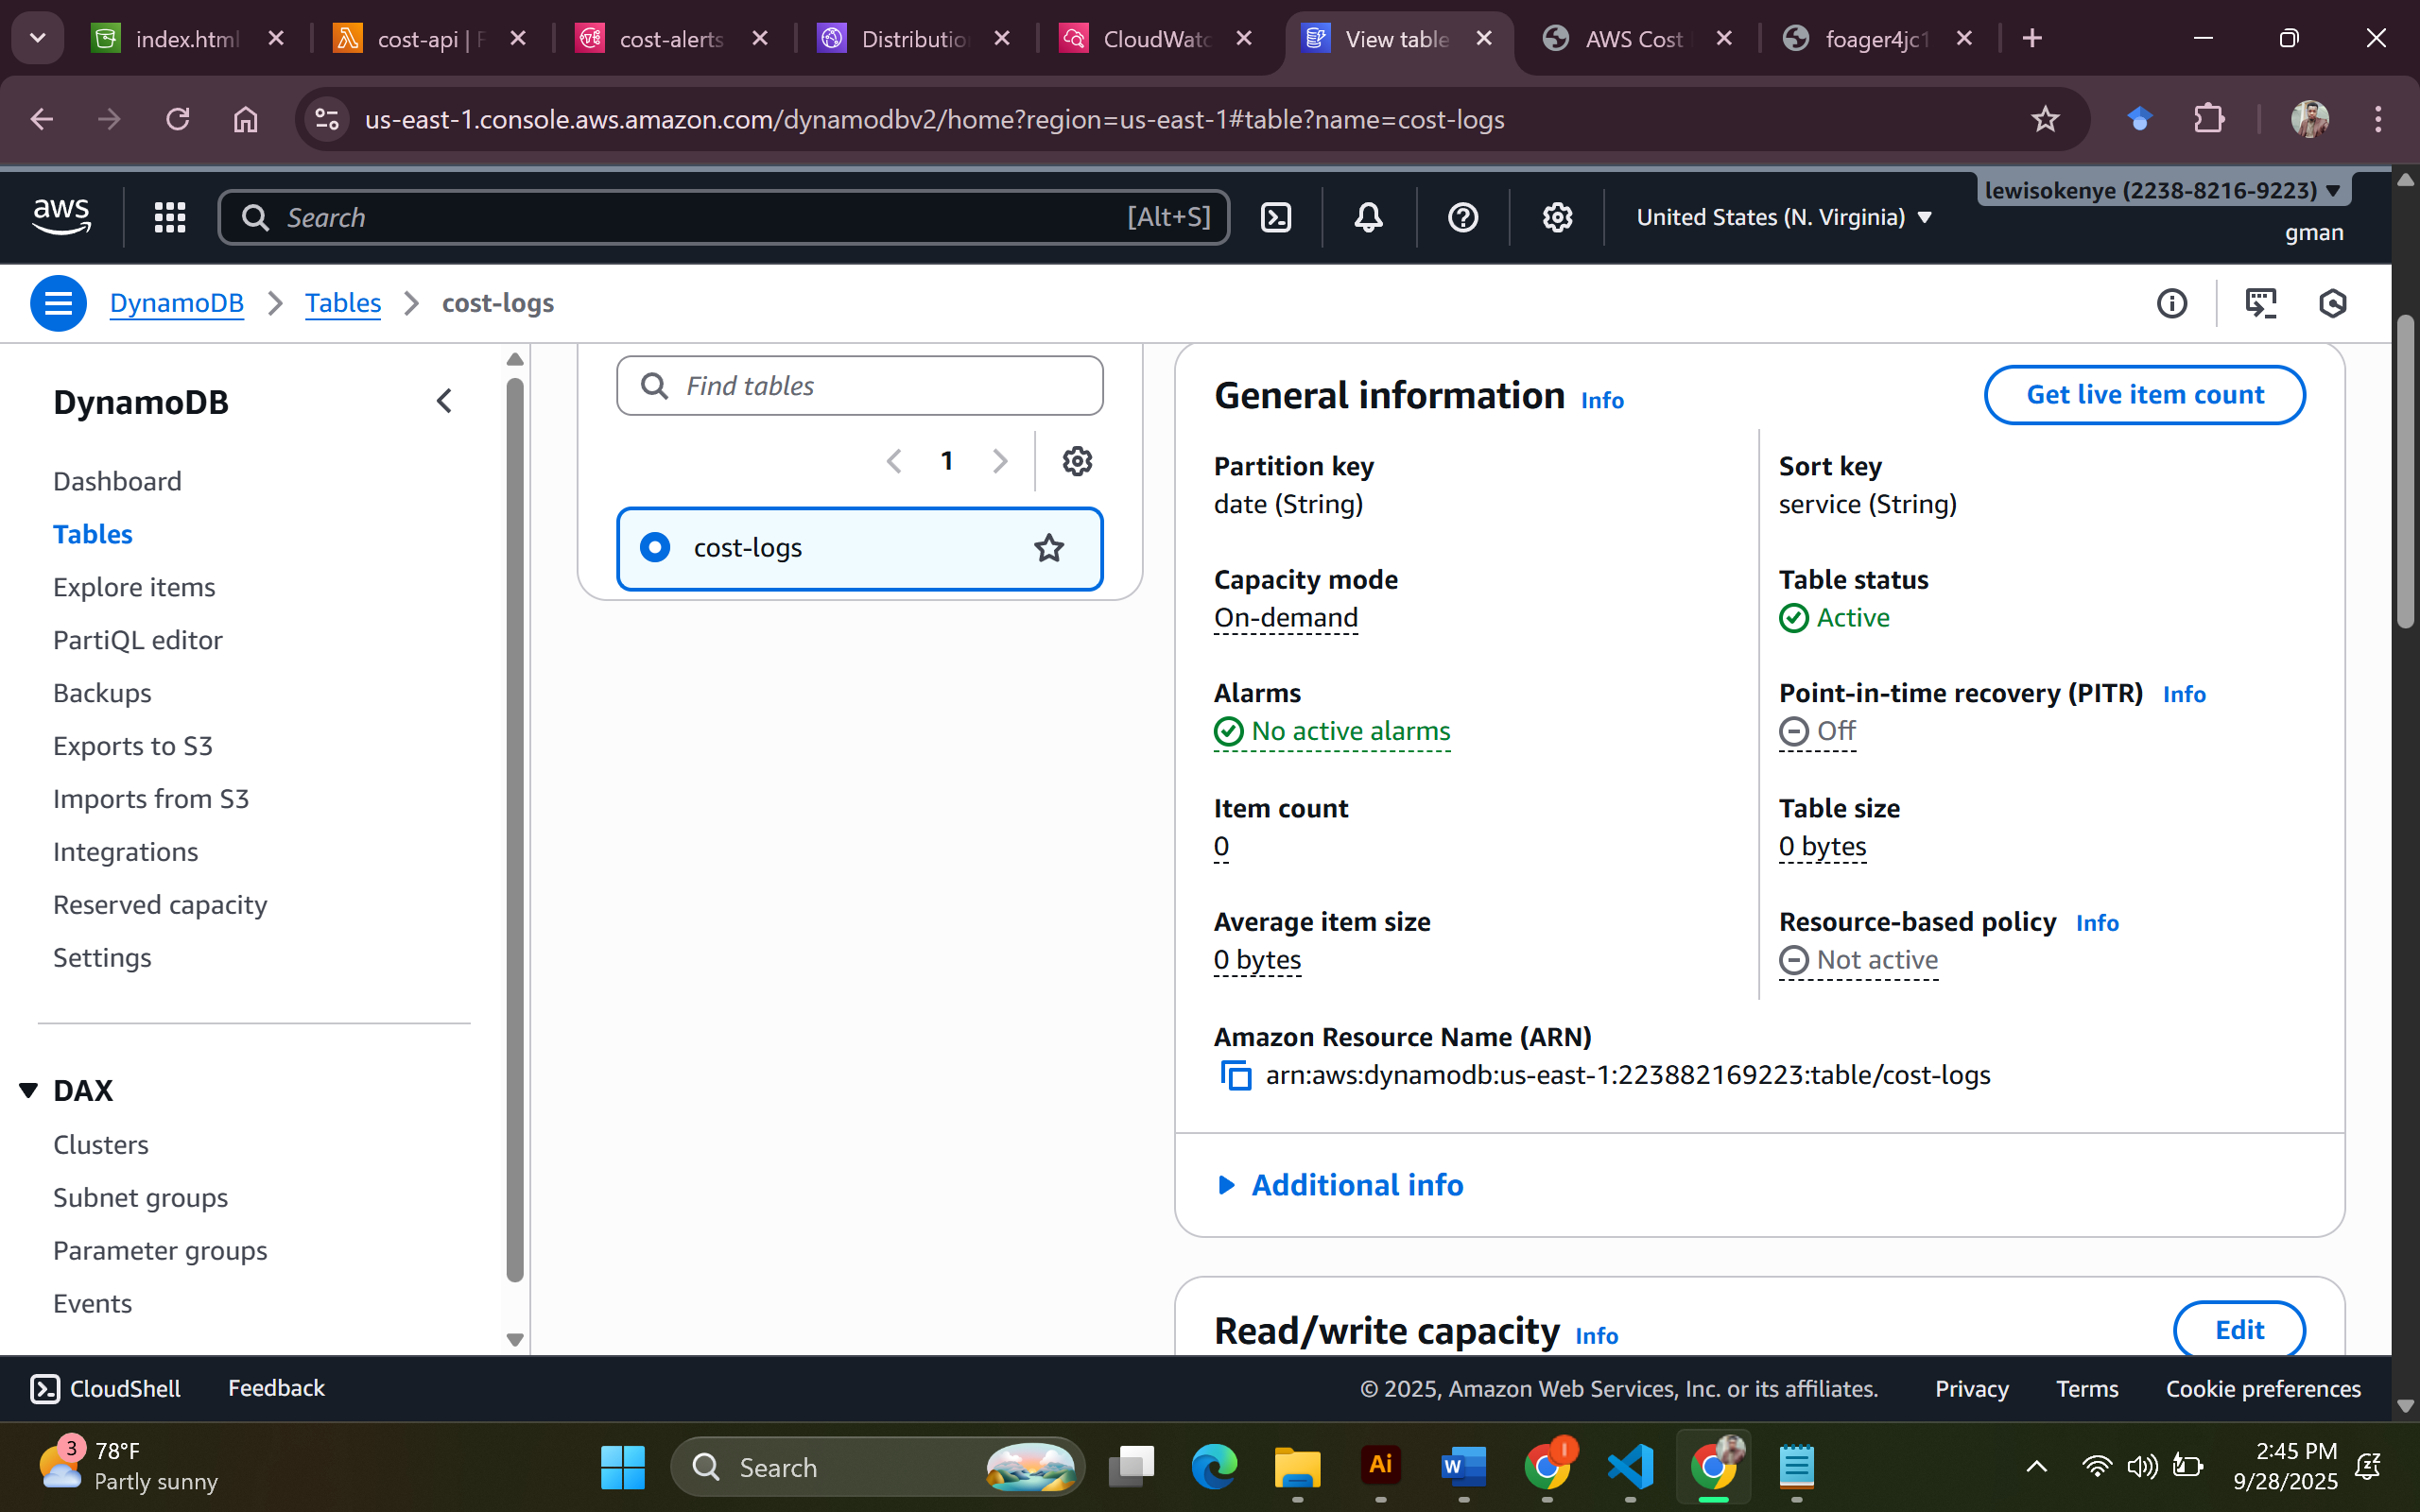 index.html
cost-api | F
cost-alerts
Distribution
CloudWatc
View table
AWS Cost
foager4jc1
us-east-1.console.aws.amazon.com/dynamodbv2/home?region=us-east-1#table?name=cost-logs
aws
Search
[Alt+S]
United States (N. Virginia)
lewisokenye (2238-8216-9223)
gman
DynamoDB
Tables
cost-logs
DynamoDB
Dashboard
Tables
Explore items
PartiQL editor
Backups
Exports to S3
Imports from S3
Integrations
Reserved capacity
Settings
DAX
Clusters
Subnet groups
Parameter groups
Events
Find tables
1
cost-logs
General information Info
Get live item count
Partition key
date (String)
Sort key
service (String)
Capacity mode
On-demand
Table status
Active
Alarms
No active alarms
Point-in-time recovery (PITR) Info
Off
Item count
0
Table size
0 bytes
Average item size
0 bytes
Resource-based policy Info
Not active
Amazon Resource Name (ARN)
arn:aws:dynamodb:us-east-1:223882169223:table/cost-logs
Additional info
Read/write capacity Info
Edit
CloudShell
Feedback
© 2025, Amazon Web Services, Inc. or its affiliates.
Privacy
Terms
Cookie preferences
3
78°F
Partly sunny
Search
Ai
W
2:45 PM
9/28/2025